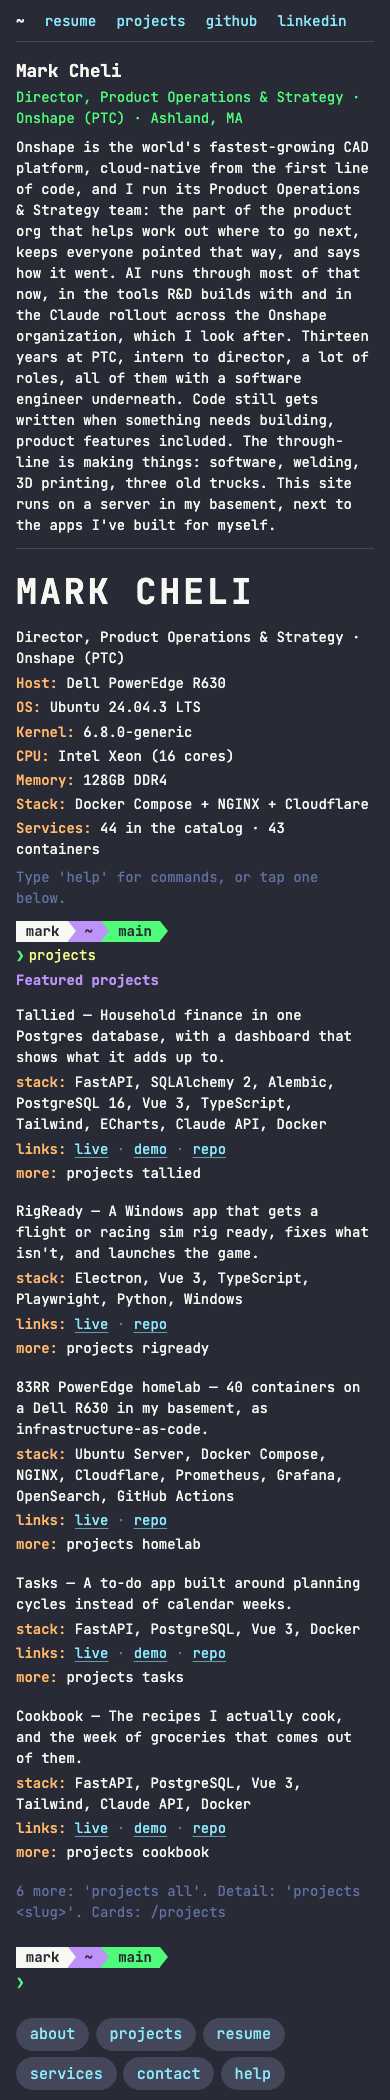 ~ resume projects github linkedin
Mark Cheli
Director, Product Operations & Strategy ·
Onshape (PTC) · Ashland, MA
Onshape is the world's fastest-growing CAD
platform, cloud-native from the first line
of code, and I run its Product Operations
& Strategy team: the part of the product
org that helps work out where to go next,
keeps everyone pointed that way, and says
how it went. AI runs through most of that
now, in the tools R&D builds with and in
the Claude rollout across the Onshape
organization, which I look after. Thirteen
years at PTC, intern to director, a lot of
roles, all of them with a software
engineer underneath. Code still gets
written when something needs building,
product features included. The through-
line is making things: software, welding,
3D printing, three old trucks. This site
runs on a server in my basement, next to
the apps I've built for myself.
MARK CHELI
Director, Product Operations & Strategy ·
Onshape (PTC)
Host: Dell PowerEdge R630
OS: Ubuntu 24.04.3 LTS
Kernel: 6.8.0-generic
CPU: Intel Xeon (16 cores)
Memory: 128GB DDR4
Stack: Docker Compose + NGINX + Cloudflare
Services: 44 in the catalog · 43
containers
Type 'help' for commands, or tap one
below.
mark ~ main
❯ projects
Featured projects
Tallied — Household finance in one
Postgres database, with a dashboard that
shows what it adds up to.
stack: FastAPI, SQLAlchemy 2, Alembic,
PostgreSQL 16, Vue 3, TypeScript,
Tailwind, ECharts, Claude API, Docker
links: live · demo · repo
more: projects tallied
RigReady — A Windows app that gets a
flight or racing sim rig ready, fixes what
isn't, and launches the game.
stack: Electron, Vue 3, TypeScript,
Playwright, Python, Windows
links: live · repo
more: projects rigready
83RR PowerEdge homelab — 40 containers on
a Dell R630 in my basement, as
infrastructure-as-code.
stack: Ubuntu Server, Docker Compose,
NGINX, Cloudflare, Prometheus, Grafana,
OpenSearch, GitHub Actions
links: live · repo
more: projects homelab
Tasks — A to-do app built around planning
cycles instead of calendar weeks.
stack: FastAPI, PostgreSQL, Vue 3, Docker
links: live · demo · repo
more: projects tasks
Cookbook — The recipes I actually cook,
and the week of groceries that comes out
of them.
stack: FastAPI, PostgreSQL, Vue 3,
Tailwind, Claude API, Docker
links: live · demo · repo
more: projects cookbook
6 more: 'projects all'. Detail: 'projects
<slug>'. Cards: /projects
mark ~ main
❯
about projects resume
services contact help